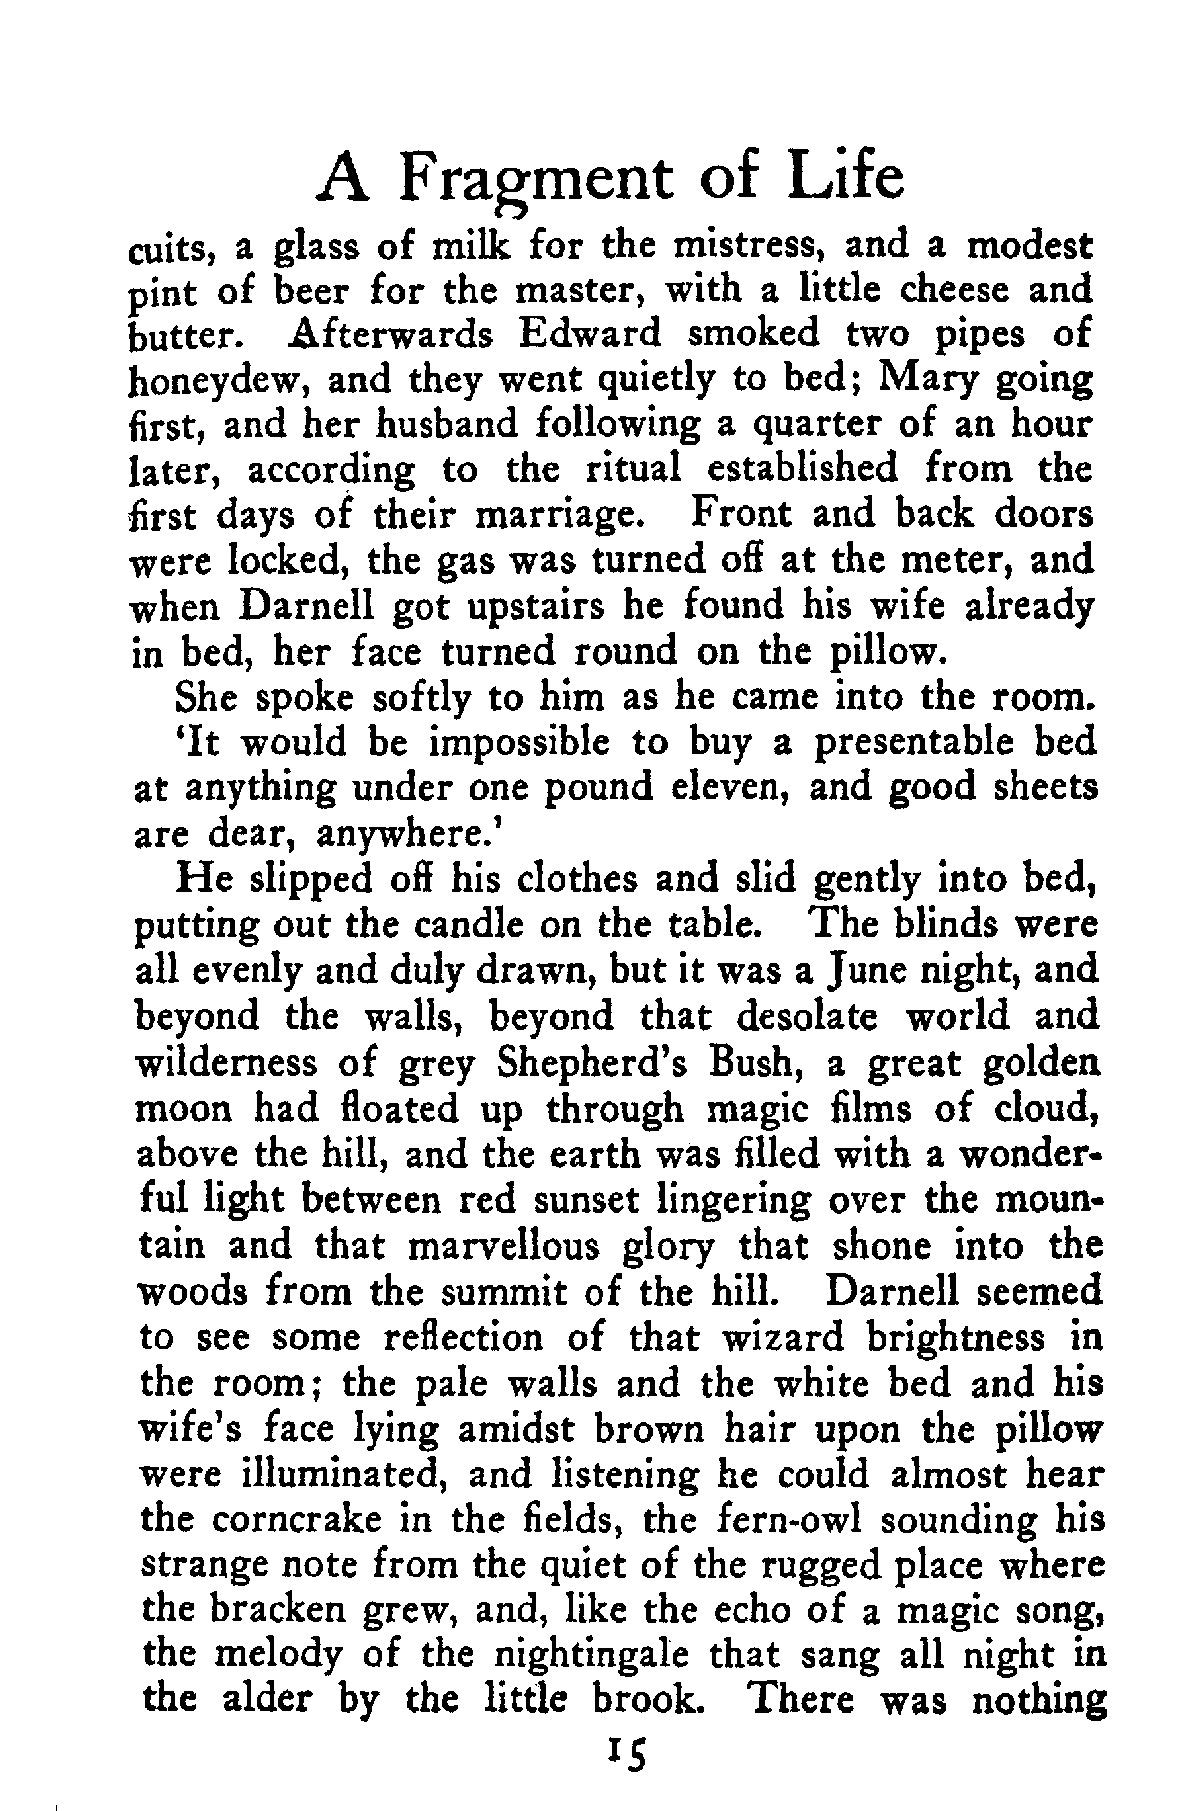 A Fragment of Life
cuits, a glass of milk for the mistress, and a modest
pint of beer for the master, with a little cheese and
butter. Afterwards Edward smoked two pipes of
honeydew, and they went quietly to bed; Mary going
first, and her husband following a quarter of an hour
later, according to the ritual established from the
first days of their marriage. Front and back doors
were locked, the gas was turned off at the meter, and
when Darnell got upstairs he found his wife already
in bed, her face turned round on the pillow.
She spoke softly to him as he came into the room.
‘It would be impossible to buy a presentable bed
at anything under one pound eleven, and good sheets
are dear, anywhere.’
He slipped off his clothes and slid gently into bed,
putting out the candle on the table. The blinds were
all evenly and duly drawn, but it was a June night, and
beyond the walls, beyond that desolate world and
wilderness of grey Shepherd’s Bush, a great golden
moon had floated up through magic films of cloud,
above the hill, and the earth was filled with a wonder-
ful light between red sunset lingering over the moun-
tain and that marvellous glory that shone into the
woods from the summit of the hill. Darnell seemed
to see some reflection of that wizard brightness in
the room; the pale walls and the white bed and his
wife’s face lying amidst brown hair upon the pillow
were illuminated, and listening he could almost hear
the corncrake in the fields, the fern-owl sounding his
strange note from the quiet of the rugged place where
the bracken grew, and, like the echo of a magic song,
the melody of the nightingale that sang all night in
the alder by the little brook. There was nothing
15